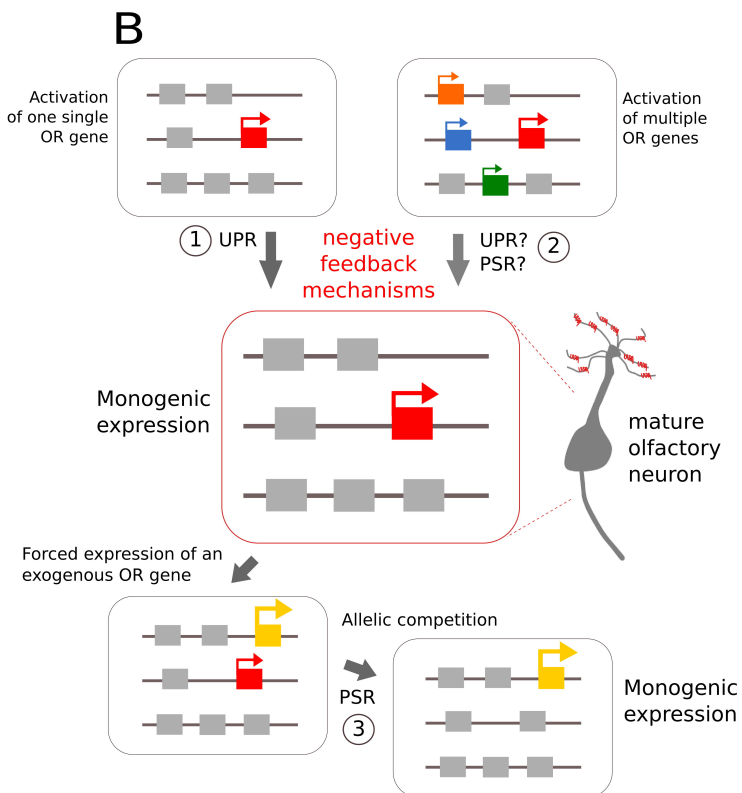 B
Activation
of one single
OR gene
Activation
of multiple
OR genes
1 UPR
negative
feedback
mechanisms
UPR?
PSR?
2
Monogenic
expression
mature
olfactory
neuron
Forced expression of an
exogenous OR gene
Allelic competition
PSR
3
Monogenic
expression